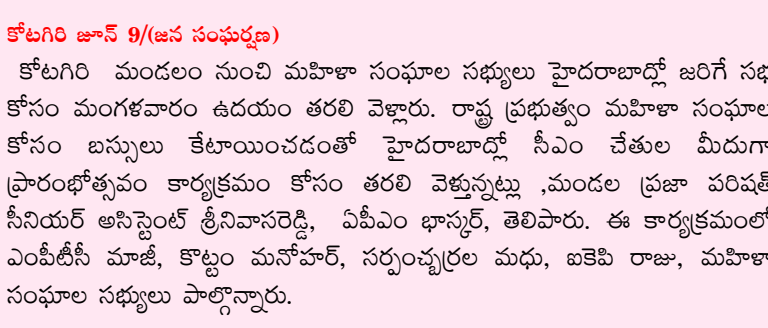 కోటగిరి జూన్ 9/(జన సంఘర్షణ)
కోటగిరి మండలం నుంచి మహిళా సంఘాల సభ్యులు హైదరాబాద్లో జరిగే సభ
కోసం మంగళవారం ఉదయం తరలి వెళ్లారు. రాష్ట్ర ప్రభుత్వం మహిళా సంఘాల
కోసం బస్సులు కేటాయించడంతో హైదరాబాద్లో సీఎం చేతుల మీదుగా
ప్రారంభోత్సవం కార్యక్రమం కోసం తరలి వెళ్తున్నట్లు ,మండల ప్రజా పరిషత్
సీనియర్ అసిస్టెంట్ శ్రీనివాసరెడ్డి, ఏపీఎం భాస్కర్, తెలిపారు. ఈ కార్యక్రమంలో
ఎంపీటీసీ మాజీ, కొట్టం మనోహర్, సర్పంచ్బర్రల మధు, ఐకెపి రాజు, మహిళా
సంఘాల సభ్యులు పాల్గొన్నారు.